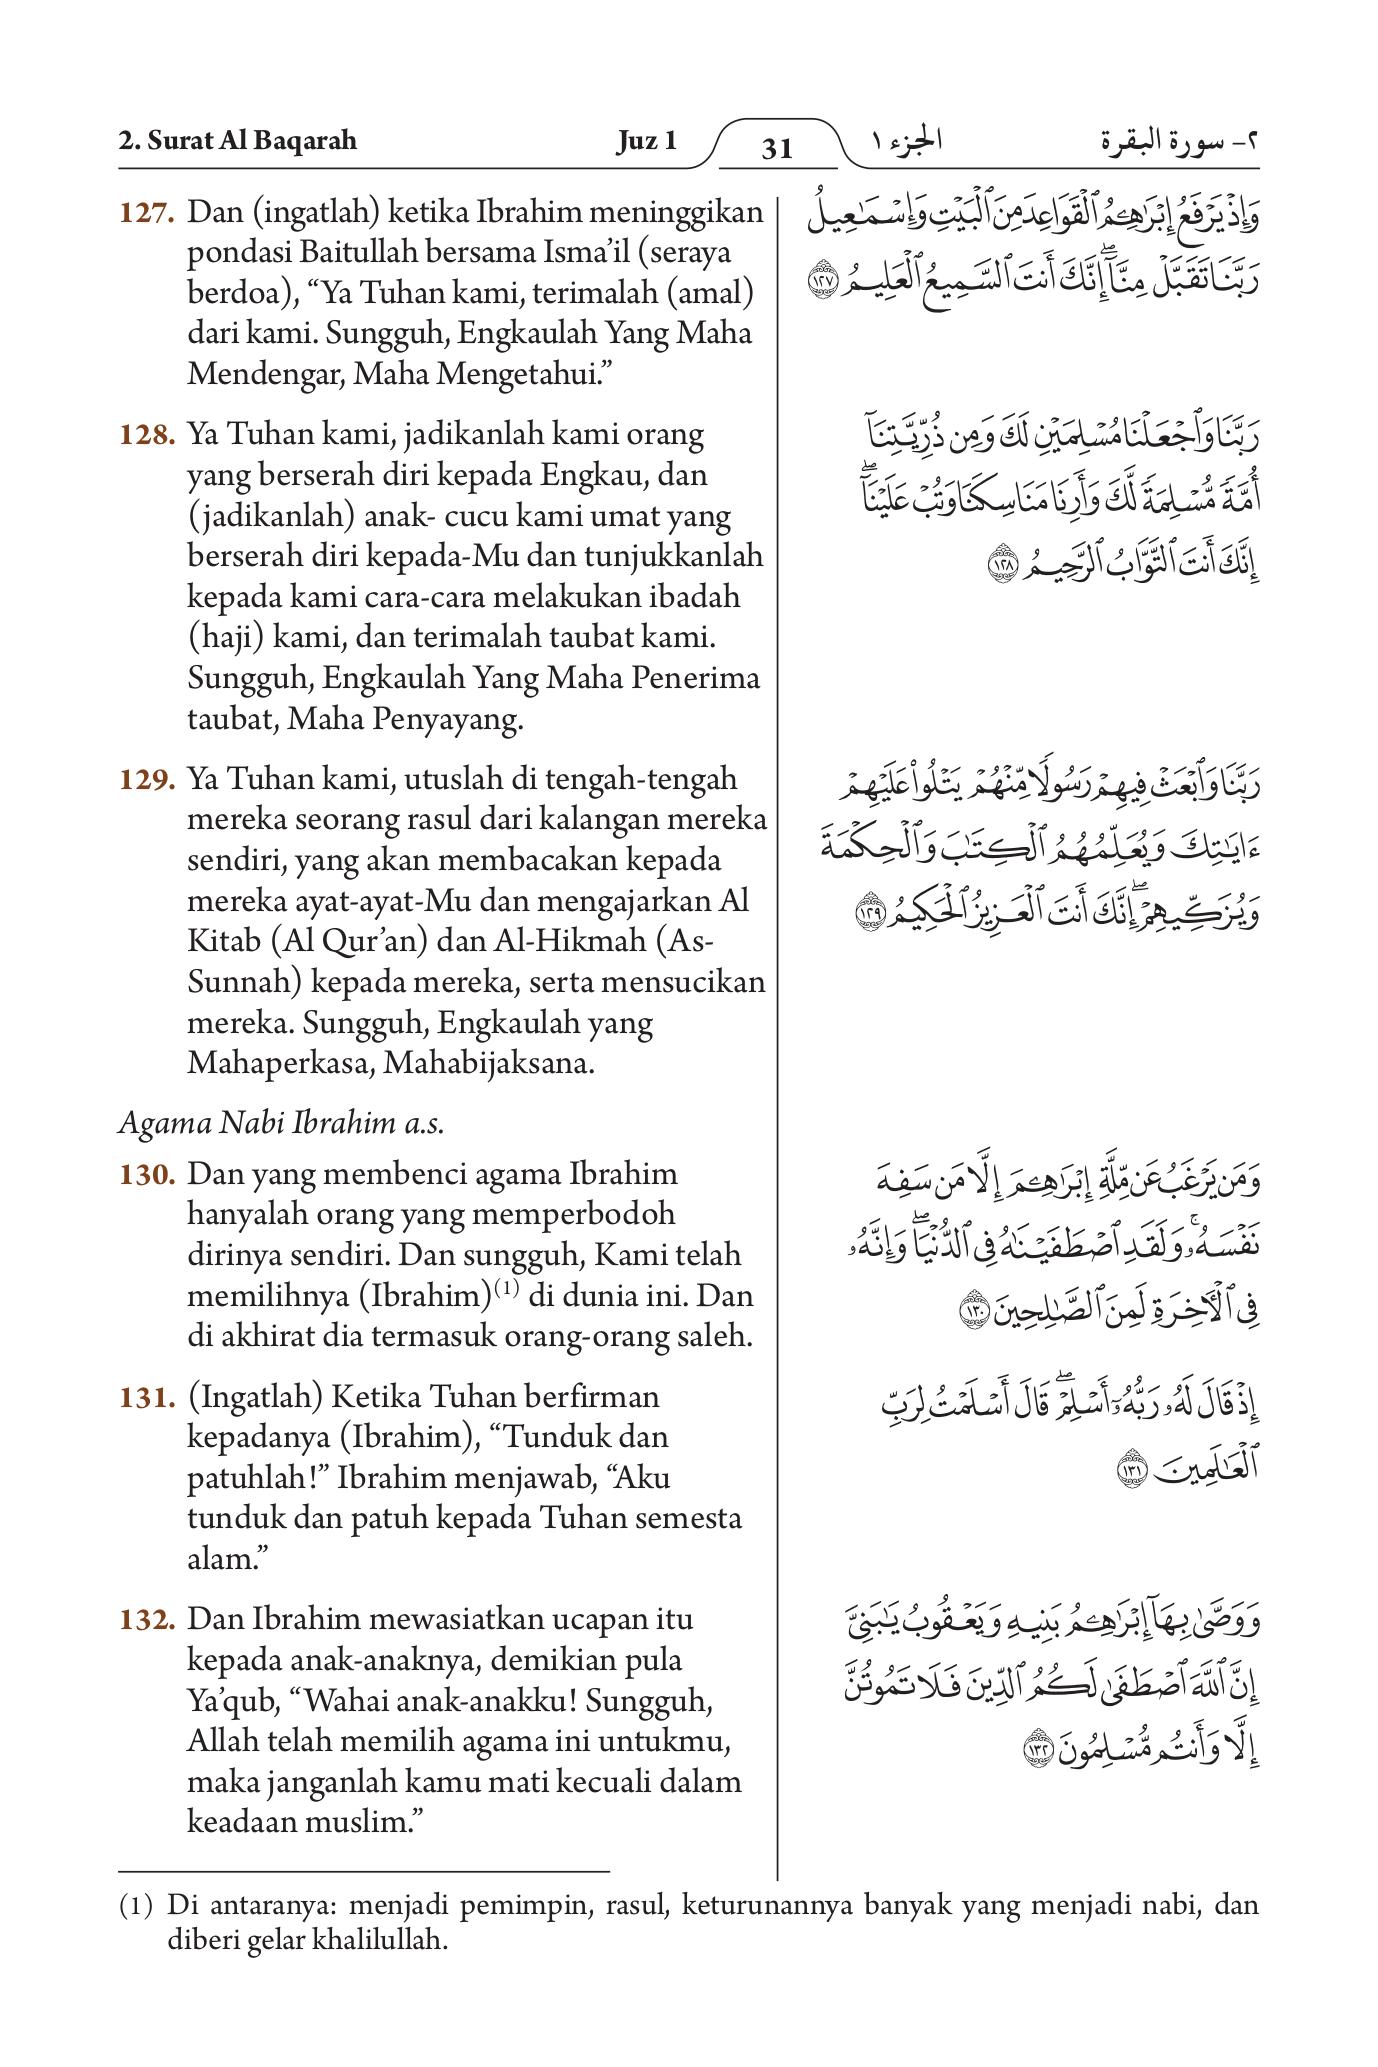 2. Surat Al Baqarah
Juz 1
31
الجزء ١
٢- سورة البقرة
127. Dan (ingatlah) ketika Ibrahim meninggikan
pondasi Baitullah bersama Isma’il (seraya
berdoa), “Ya Tuhan kami, terimalah (amal)
dari kami. Sungguh, Engkaulah Yang Maha
Mendengar, Maha Mengetahui.”
وَإِذْ يَرْفَعُ إِبْرَٰهِـۧمُ ٱلْقَوَاعِدَ مِنَ ٱلْبَيْتِ وَإِسْمَـٰعِيلُ
رَبَّنَا تَقَبَّلْ مِنَّآ ۖ إِنَّكَ أَنتَ ٱلسَّمِيعُ ٱلْعَلِيمُ ١٢٧
128. Ya Tuhan kami, jadikanlah kami orang
yang berserah diri kepada Engkau, dan
(jadikanlah) anak- cucu kami umat yang
berserah diri kepada-Mu dan tunjukkanlah
kepada kami cara-cara melakukan ibadah
(haji) kami, dan terimalah taubat kami.
Sungguh, Engkaulah Yang Maha Penerima
taubat, Maha Penyayang.
رَبَّنَا وَٱجْعَلْنَا مُسْلِمَيْنِ لَكَ وَمِن ذُرِّيَّتِنَآ
أُمَّةً مُّسْلِمَةً لَّكَ وَأَرِنَا مَنَاسِكَنَا وَتُبْ عَلَيْنَآ ۖ
إِنَّكَ أَنتَ ٱلتَّوَّابُ ٱلرَّحِيمُ ١٢٨
129. Ya Tuhan kami, utuslah di tengah-tengah
mereka seorang rasul dari kalangan mereka
sendiri, yang akan membacakan kepada
mereka ayat-ayat-Mu dan mengajarkan Al
Kitab (Al Qur’an) dan Al-Hikmah (As-
Sunnah) kepada mereka, serta mensucikan
mereka. Sungguh, Engkaulah yang
Mahaperkasa, Mahabijaksana.
رَبَّنَا وَٱبْعَثْ فِيهِمْ رَسُولًا مِّنْهُمْ يَتْلُوا۟ عَلَيْهِمْ
ءَايَـٰتِكَ وَيُعَلِّمُهُمُ ٱلْكِتَـٰبَ وَٱلْحِكْمَةَ
وَيُزَكِّيهِمْ ۖ إِنَّكَ أَنتَ ٱلْعَزِيزُ ٱلْحَكِيمُ ١٢٩
Agama Nabi Ibrahim a.s.
130. Dan yang membenci agama Ibrahim
hanyalah orang yang memperbodoh
dirinya sendiri. Dan sungguh, Kami telah
memilihnya (Ibrahim)⁽¹⁾ di dunia ini. Dan
di akhirat dia termasuk orang-orang saleh.
وَمَن يَرْغَبُ عَن مِّلَّةِ إِبْرَٰهِـۧمَ إِلَّا مَن سَفِهَ
نَفْسَهُۥ ۚ وَلَقَدِ ٱصْطَفَيْنَـٰهُ فِى ٱلدُّنْيَا ۖ وَإِنَّهُۥ
فِى ٱلْـَٔاخِرَةِ لَمِنَ ٱلصَّـٰلِحِينَ ١٣٠
131. (Ingatlah) Ketika Tuhan berfirman
kepadanya (Ibrahim), “Tunduk dan
patuhlah!” Ibrahim menjawab, “Aku
tunduk dan patuh kepada Tuhan semesta
alam.”
إِذْ قَالَ لَهُۥ رَبُّهُۥٓ أَسْلِمْ ۖ قَالَ أَسْلَمْتُ لِرَبِّ
ٱلْعَـٰلَمِينَ ١٣١
132. Dan Ibrahim mewasiatkan ucapan itu
kepada anak-anaknya, demikian pula
Ya’qub, “Wahai anak-anakku! Sungguh,
Allah telah memilih agama ini untukmu,
maka janganlah kamu mati kecuali dalam
keadaan muslim.”
وَوَصَّىٰ بِهَآ إِبْرَٰهِـۧمُ بَنِيهِ وَيَعْقُوبُ يَـٰبَنِىَّ
إِنَّ ٱللَّهَ ٱصْطَفَىٰ لَكُمُ ٱلدِّينَ فَلَا تَمُوتُنَّ
إِلَّا وَأَنتُم مُّسْلِمُونَ ١٣٢
(1) Di antaranya: menjadi pemimpin, rasul, keturunannya banyak yang menjadi nabi, dan
diberi gelar khalilullah.